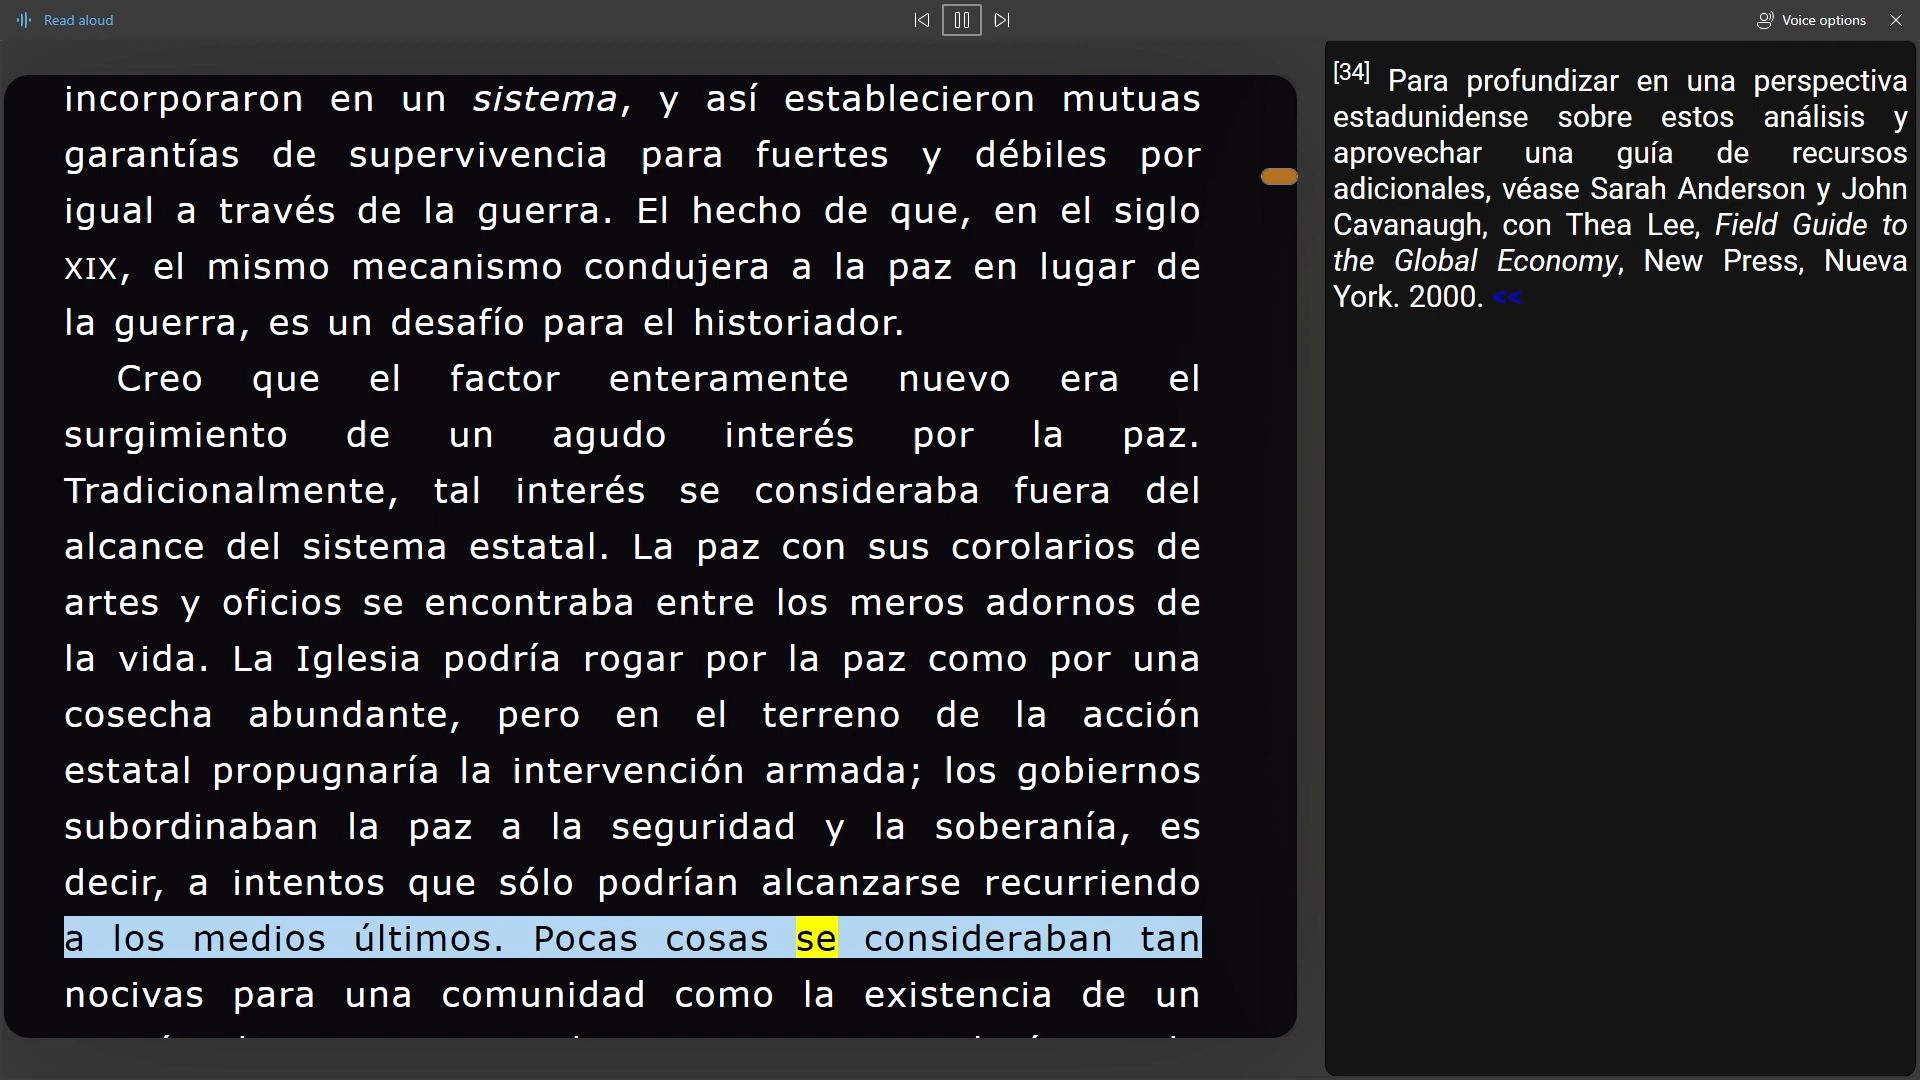 Read aloud
Voice options
incorporaron en un sistema, y así establecieron mutuas
garantías de supervivencia para fuertes y débiles por
igual a través de la guerra. El hecho de que, en el siglo
XIX, el mismo mecanismo condujera a la paz en lugar de
la guerra, es un desafío para el historiador.
Creo que el factor enteramente nuevo era el
surgimiento de un agudo interés por la paz.
Tradicionalmente, tal interés se consideraba fuera del
alcance del sistema estatal. La paz con sus corolarios de
artes y oficios se encontraba entre los meros adornos de
la vida. La Iglesia podría rogar por la paz como por una
cosecha abundante, pero en el terreno de la acción
estatal propugnaría la intervención armada; los gobiernos
subordinaban la paz a la seguridad y la soberanía, es
decir, a intentos que sólo podrían alcanzarse recurriendo
a los medios últimos. Pocas cosas se consideraban tan
nocivas para una comunidad como la existencia de un
[34] Para profundizar en una perspectiva
estadunidense sobre estos análisis y
aprovechar una guía de recursos
adicionales, véase Sarah Anderson y John
Cavanaugh, con Thea Lee, Field Guide to
the Global Economy, New Press, Nueva
York. 2000. <<